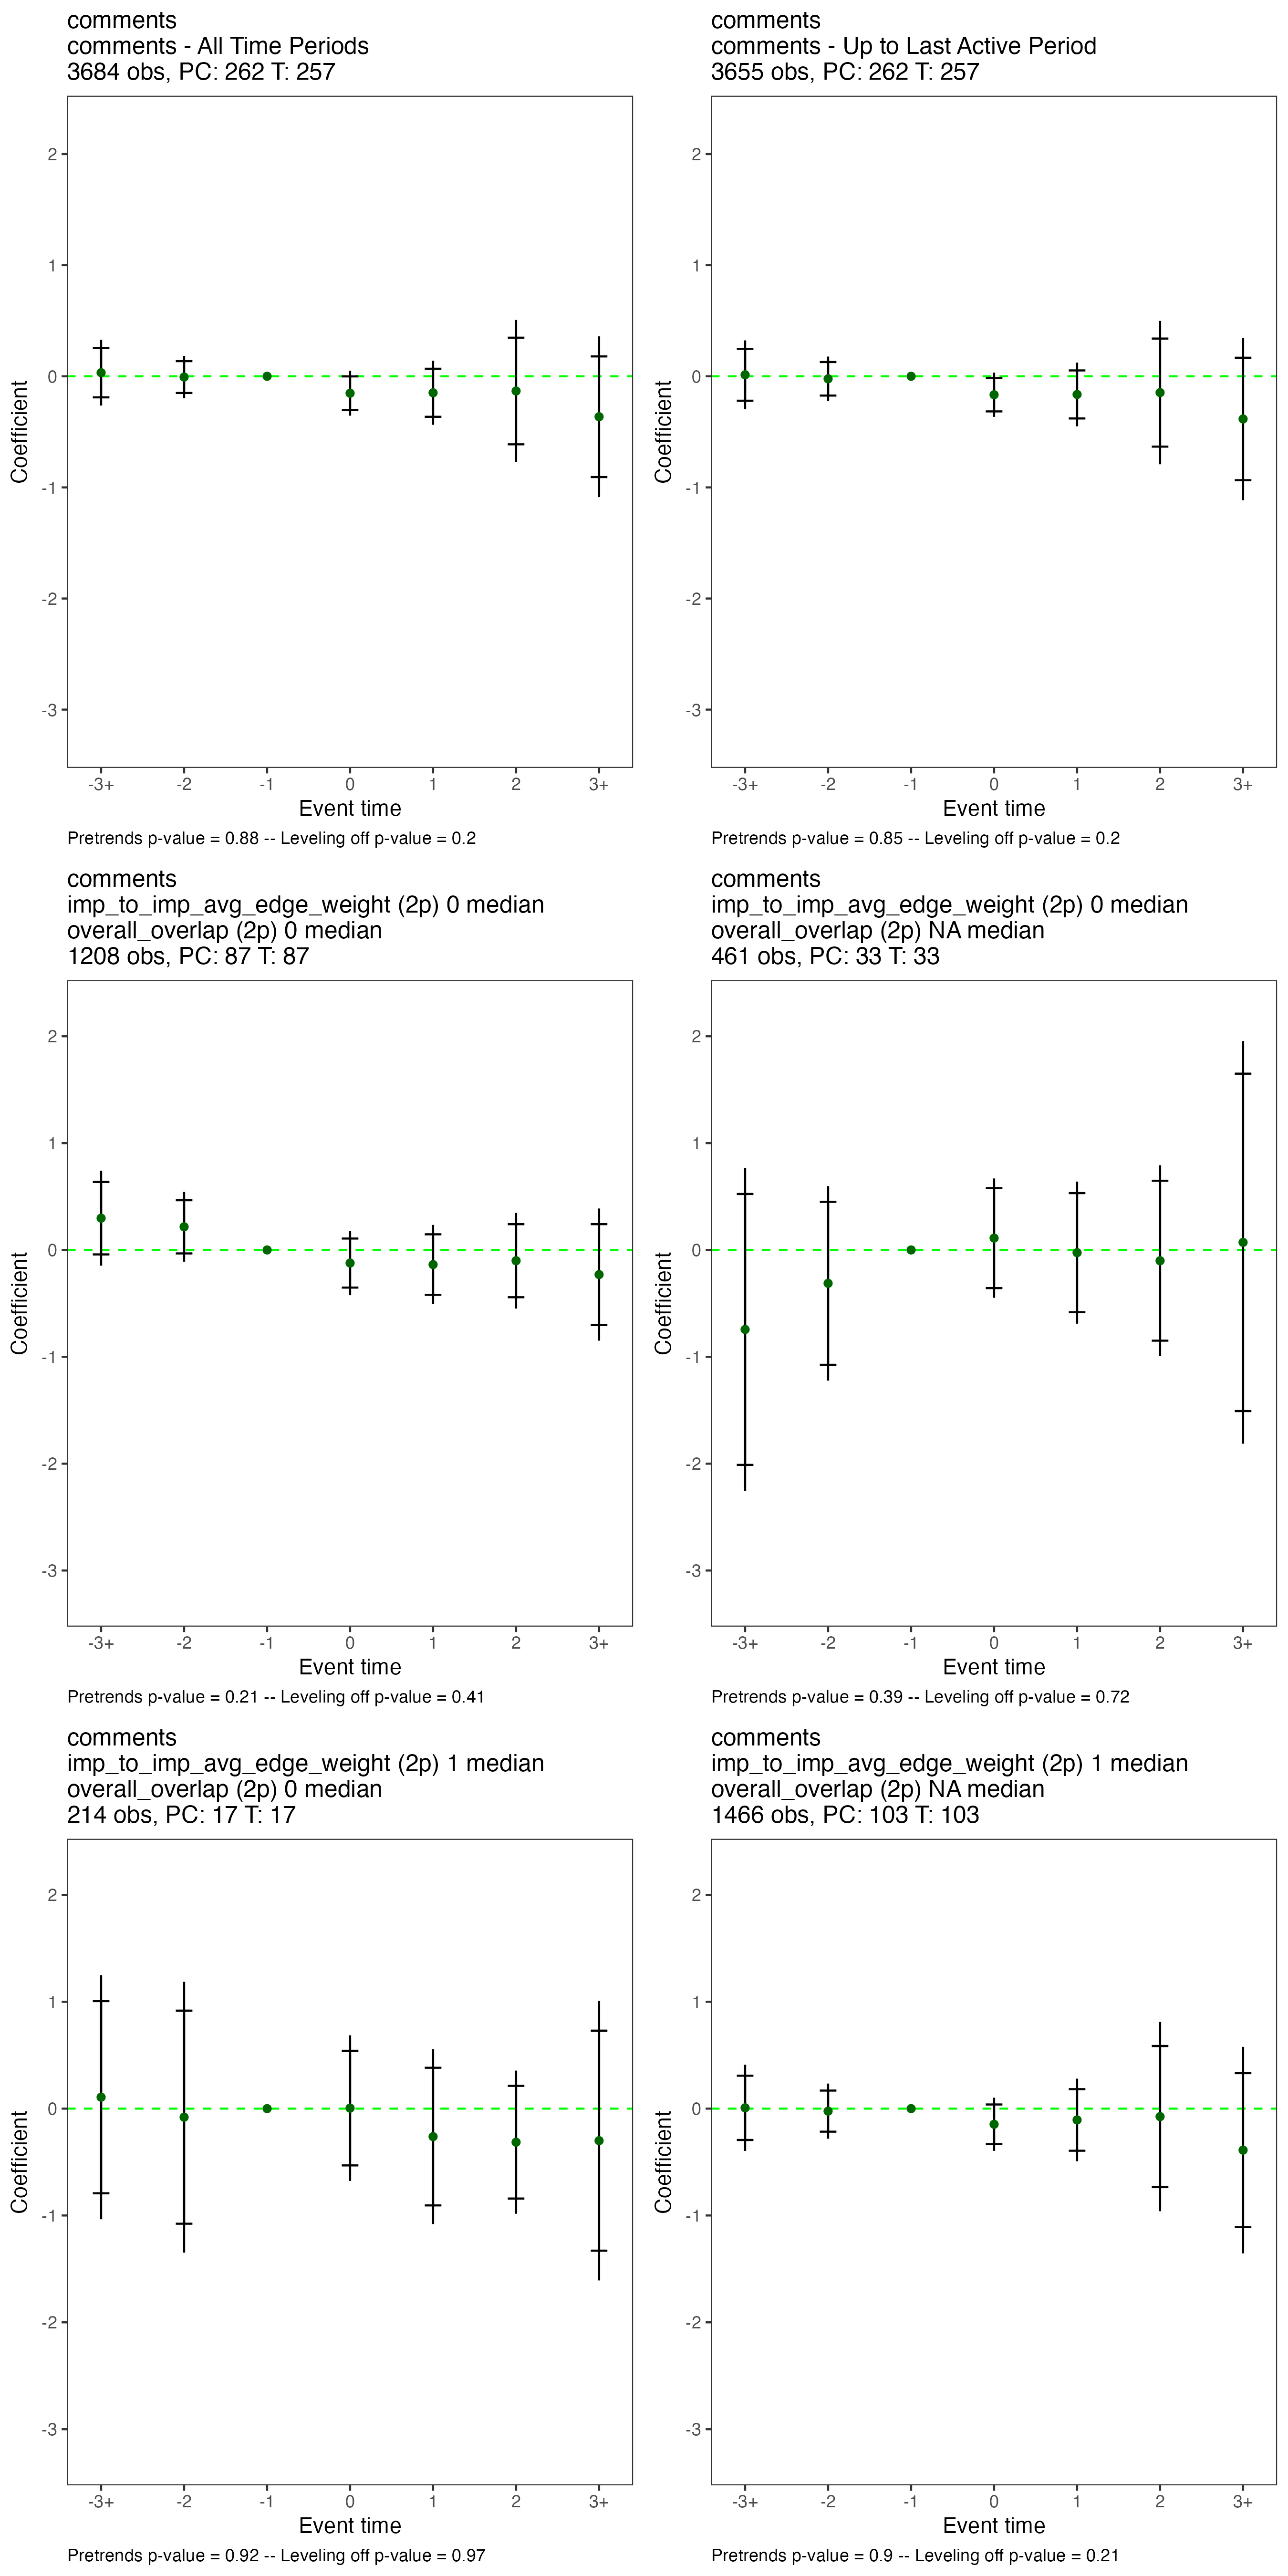 comments
comments - All Time Periods
3684 obs, PC: 262 T: 257
2
1
0
-1
-2
-3
Coefficient
-3+ -2 -1 0 1 2 3+
Event time
Pretrends p-value = 0.88 -- Leveling off p-value = 0.2
comments
comments - Up to Last Active Period
3655 obs, PC: 262 T: 257
2
1
0
-1
-2
-3
Coefficient
-3+ -2 -1 0 1 2 3+
Event time
Pretrends p-value = 0.85 -- Leveling off p-value = 0.2
comments
imp_to_imp_avg_edge_weight (2p) 0 median
overall_overlap (2p) 0 median
1208 obs, PC: 87 T: 87
2
1
0
-1
-2
-3
Coefficient
-3+ -2 -1 0 1 2 3+
Event time
Pretrends p-value = 0.21 -- Leveling off p-value = 0.41
comments
imp_to_imp_avg_edge_weight (2p) 0 median
overall_overlap (2p) NA median
461 obs, PC: 33 T: 33
2
1
0
-1
-2
-3
Coefficient
-3+ -2 -1 0 1 2 3+
Event time
Pretrends p-value = 0.39 -- Leveling off p-value = 0.72
comments
imp_to_imp_avg_edge_weight (2p) 1 median
overall_overlap (2p) 0 median
214 obs, PC: 17 T: 17
2
1
0
-1
-2
-3
Coefficient
-3+ -2 -1 0 1 2 3+
Event time
Pretrends p-value = 0.92 -- Leveling off p-value = 0.97
comments
imp_to_imp_avg_edge_weight (2p) 1 median
overall_overlap (2p) NA median
1466 obs, PC: 103 T: 103
2
1
0
-1
-2
-3
Coefficient
-3+ -2 -1 0 1 2 3+
Event time
Pretrends p-value = 0.9 -- Leveling off p-value = 0.21